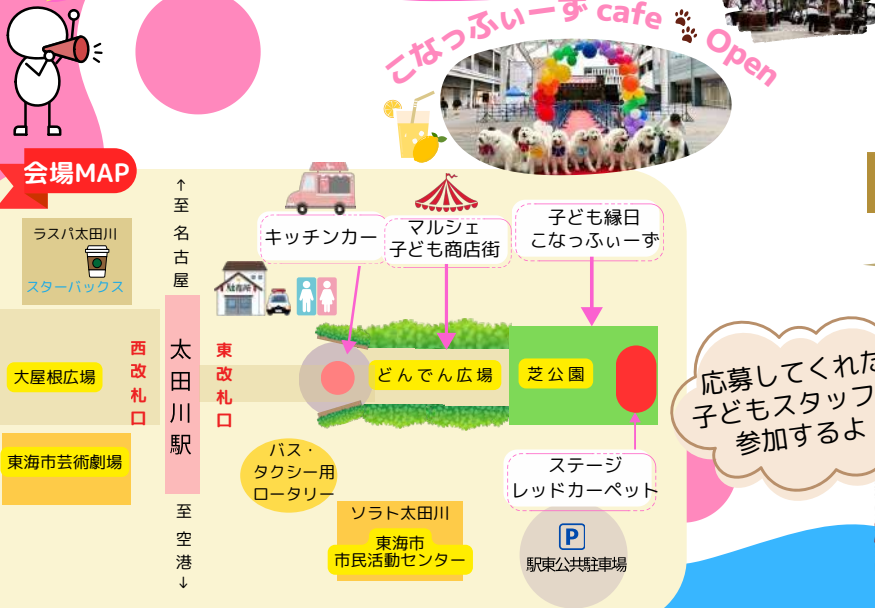 こなっふぃーず cafe Open
会場MAP
↑至名古屋
ラスパ太田川
スターバックス
キッチンカー
マルシェ
子ども商店街
子ども縁日
こなっふぃーず
駐在所
西改札口
太田川駅
東改札口
大屋根広場
どんでん広場
芝公園
応募してくれた
子どもスタッフ
参加するよ
東海市芸術劇場
バス・
タクシー用
ロータリー
ステージ
レッドカーペット
ソラト太田川
東海市
市民活動センター
P
駅東公共駐車場
至空港↓